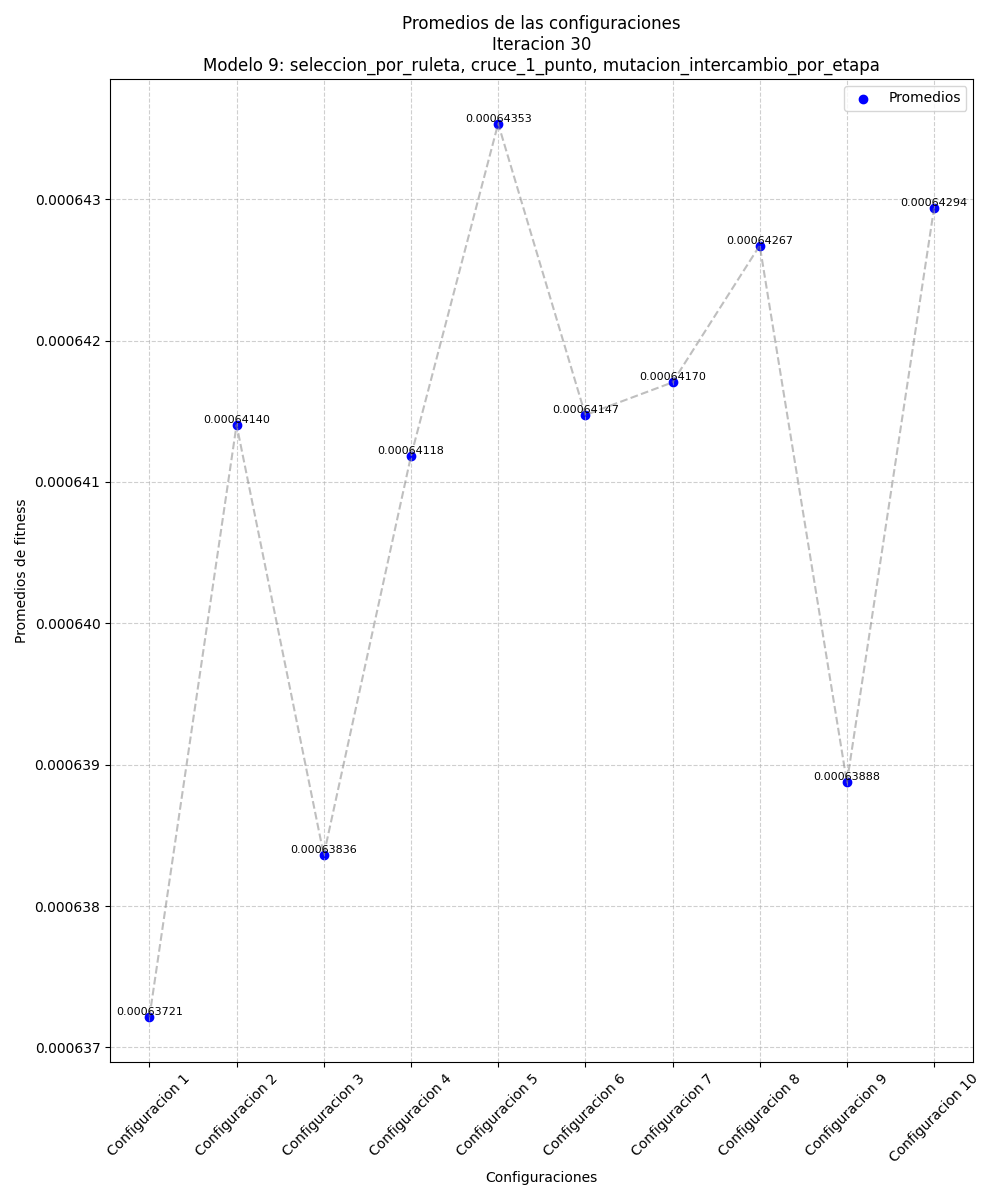 Promedios de las configuraciones
Iteracion 30
Modelo 9: seleccion_por_ruleta, cruce_1_punto, mutacion_intercambio_por_etapa
Promedios
0.00064353
0.000643
0.00064294
0.00064267
0.000642
0.00064170
0.00064147
0.00064140
0.00064118
0.000641
Promedios de fitness
0.000640
0.000639
0.00063888
0.00063836
0.000638
0.00063721
0.000637
Configuracion 1
Configuracion 2
Configuracion 3
Configuracion 4
Configuracion 5
Configuracion 6
Configuracion 7
Configuracion 8
Configuracion 9
Configuracion 10
Configuraciones